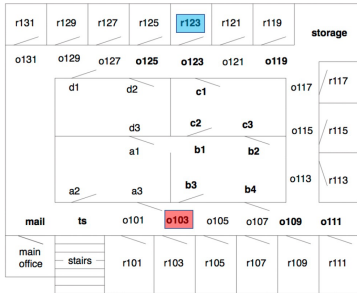 r131 r129 r127 r125 r123 r121 r119 storage
o131 o129 o127 o125 o123 o121 o119
d1 d2 c1 o117 r117
d3 c2 c3 o115 r115
a1 b1 b2
a2 a3 b3 b4 o113 r113
mail ts o101 o103 o105 o107 o109 o111
main office stairs r101 r103 r105 r107 r109 r111